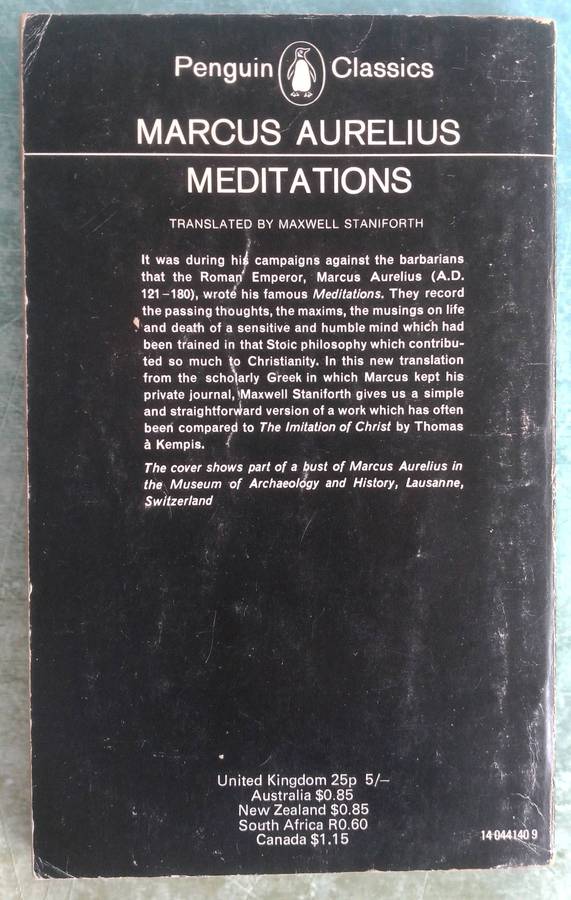 Penguin Classics
MARCUS AURELIUS
MEDITATIONS
TRANSLATED BY MAXWELL STANIFORTH
It was during his campaigns against the barbarians
that the Roman Emperor, Marcus Aurelius (A.D.
121–180), wrote his famous Meditations. They record
the passing thoughts, the maxims, the musings on life
and death of a sensitive and humble mind which had
been trained in that Stoic philosophy which contribu-
ted so much to Christianity. In this new translation
from the scholarly Greek in which Marcus kept his
private journal, Maxwell Staniforth gives us a simple
and straightforward version of a work which has often
been compared to The Imitation of Christ by Thomas
à Kempis.
The cover shows part of a bust of Marcus Aurelius in
the Museum of Archaeology and History, Lausanne,
Switzerland
United Kingdom 25p 5/–
Australia $0.85
New Zealand $0.85
South Africa R0.60
Canada $1.15
14 044140 9